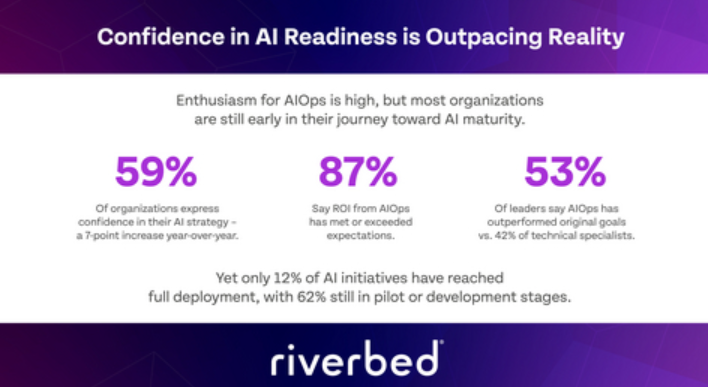 Confidence in AI Readiness is Outpacing Reality
Enthusiasm for AIOps is high, but most organizations
are still early in their journey toward AI maturity.
59%
Of organizations express
confidence in their AI strategy –
a 7-point increase year-over-year.
87%
Say ROI from AIOps
has met or exceeded
expectations.
53%
Of leaders say AIOps has
outperformed original goals
vs. 42% of technical specialists.
Yet only 12% of AI initiatives have reached
full deployment, with 62% still in pilot or development stages.
riverbed